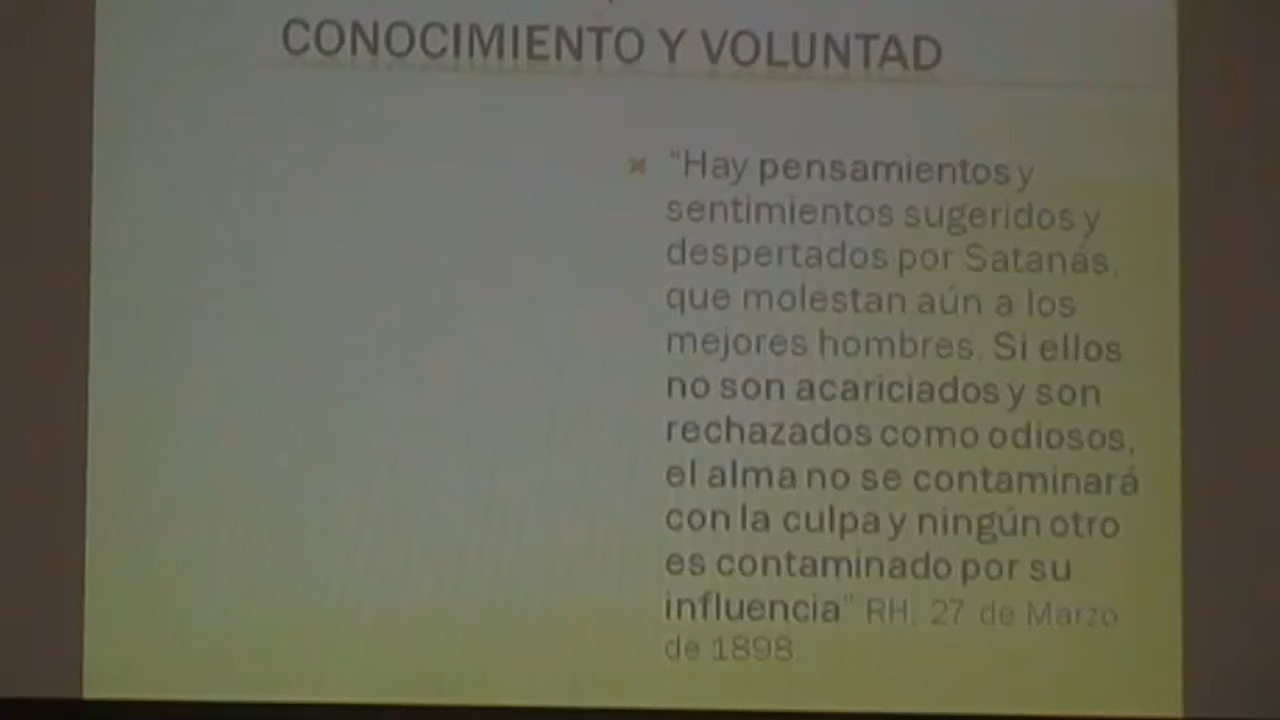 CONOCIMIENTO Y VOLUNTAD
"Hay pensamientos y
sentimientos sugeridos y
despertados por Satanás,
que molestan aún a los
mejores hombres. Si ellos
no son acariciados y son
rechazados como odiosos,
el alma no se contaminará
con la culpa y ningún otro
es contaminado por su
influencia" RH, 27 de Marzo
de 1898.